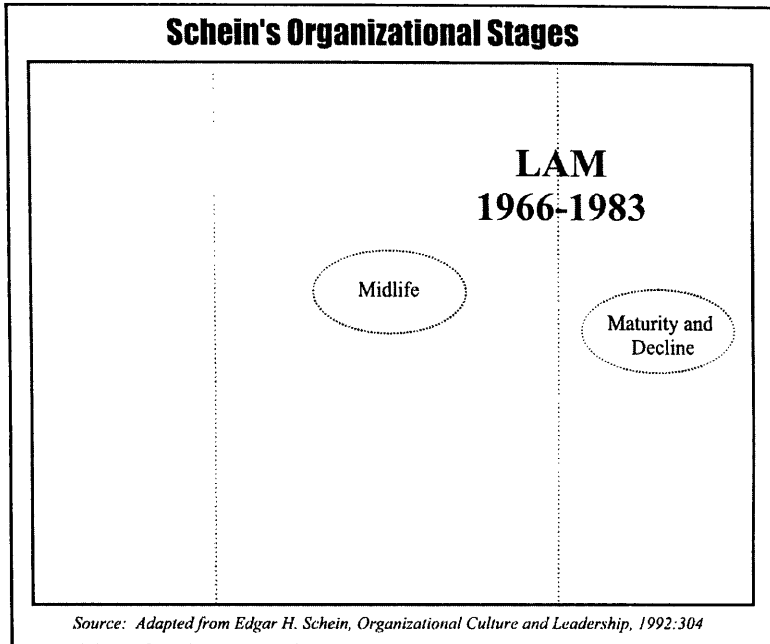 Schein's Organizational Stages
LAM
1966-1983
Midlife
Maturity and
Decline
Source: Adapted from Edgar H. Schein, Organizational Culture and Leadership, 1992:304